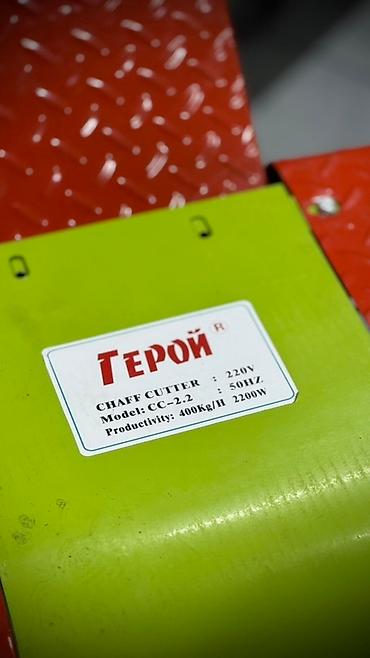 ГЕРОЙ ®
CHAFF CUTTER : 220V
Model: CC-2.2 : 50HZ
Productivity: 400Kg/H 2200W